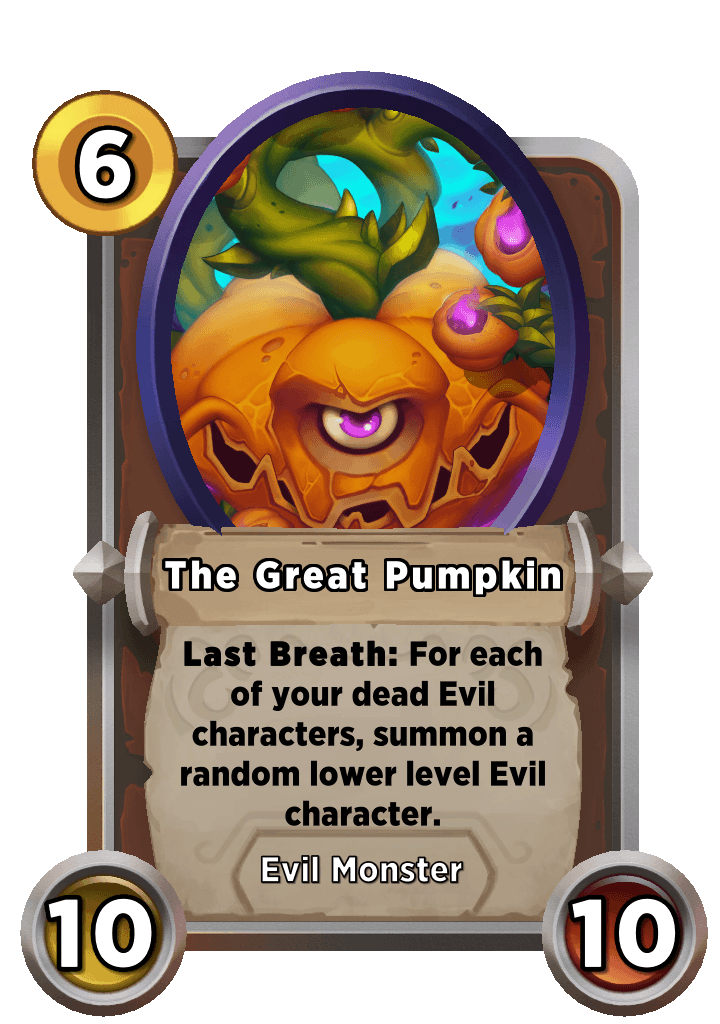 6
The Great Pumpkin
Last Breath: For each
of your dead Evil
characters, summon a
random lower level Evil
character.
Evil Monster
10
10